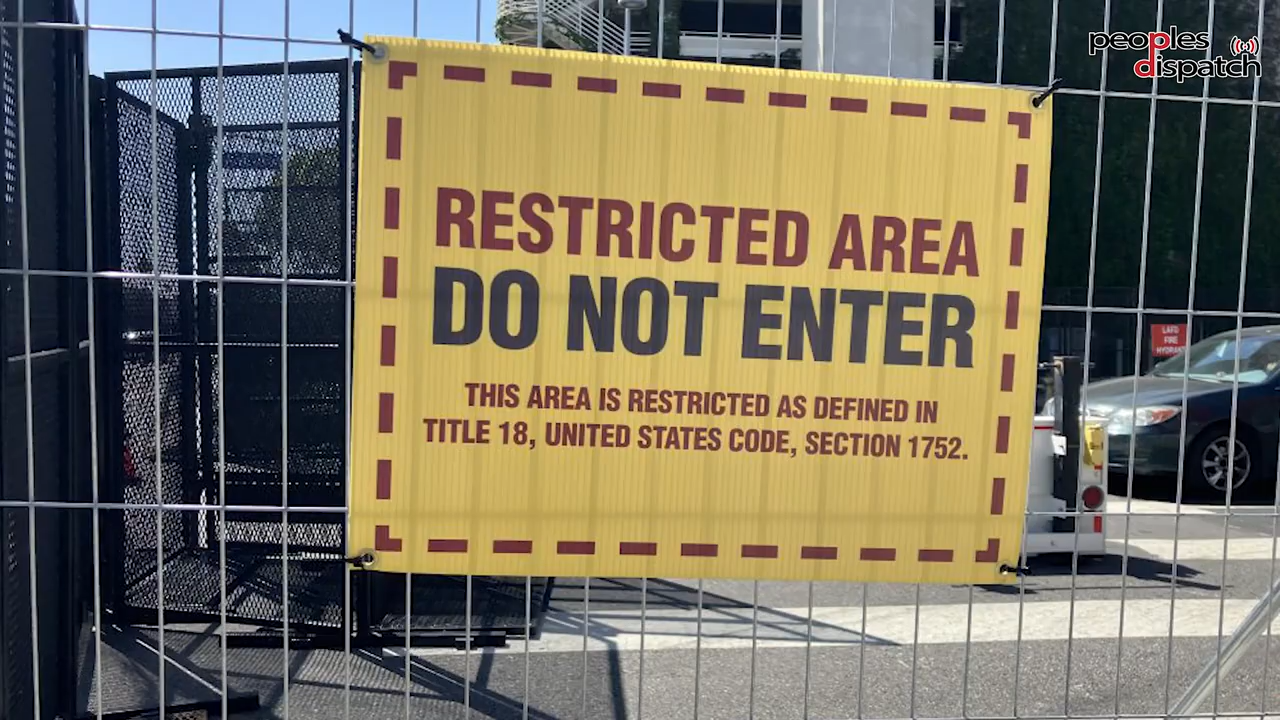 peoples
dispatch
RESTRICTED AREA
DO NOT ENTER
THIS AREA IS RESTRICTED AS DEFINED IN
TITLE 18, UNITED STATES CODE, SECTION 1752.
LAFD
FIRE
HYDRANT